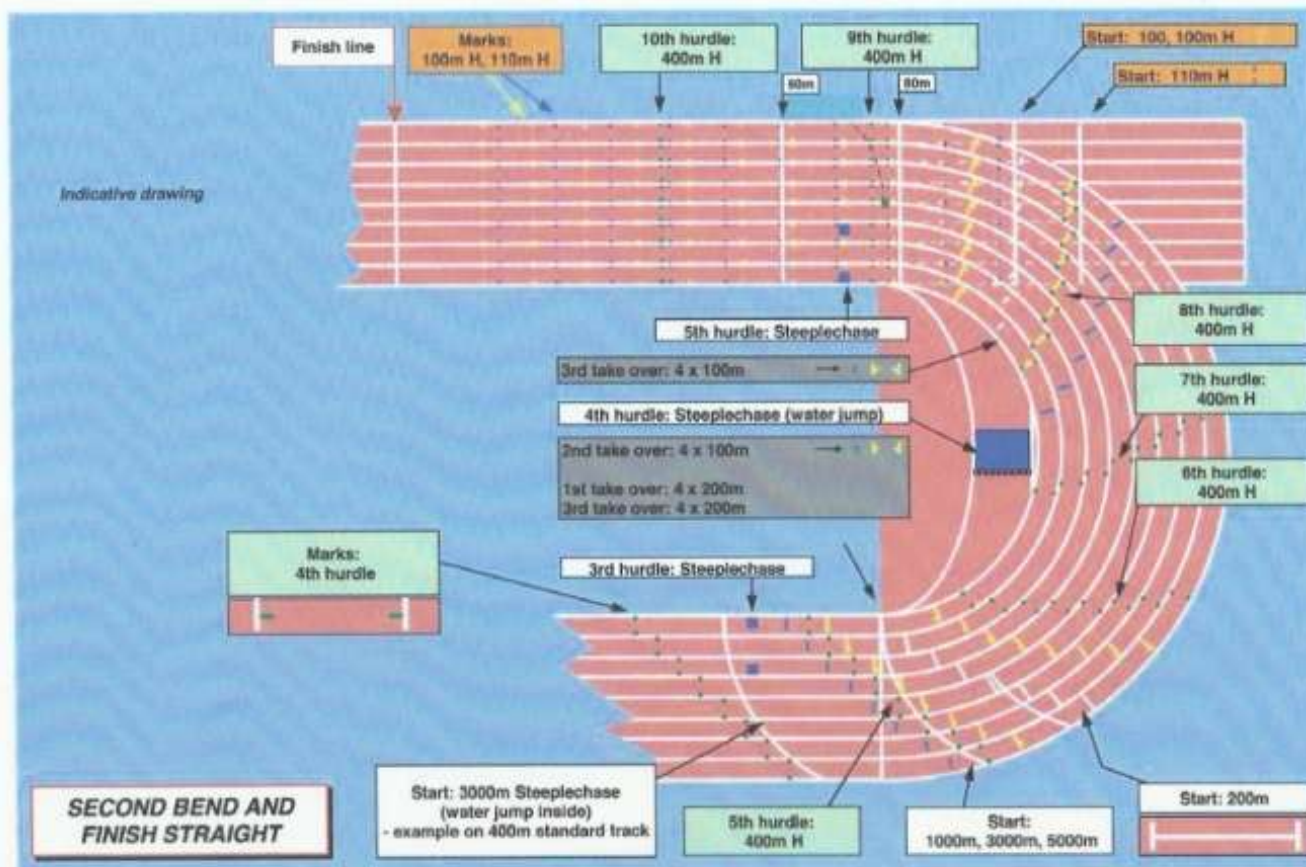 Finish line
Marks:
100m H, 110m H
10th hurdle:
400m H
9th hurdle:
400m H
Start: 100, 100m H
Start: 110m H
80m
Indicative drawing
8th hurdle:
400m H
5th hurdle: Steeplechase
3rd take over: 4 x 100m
7th hurdle:
400m H
4th hurdle: Steeplechase (water jump)
2nd take over: 4 x 100m
1st take over: 4 x 200m
3rd take over: 4 x 200m
6th hurdle:
400m H
Marks:
4th hurdle
3rd hurdle: Steeplechase
Start: 3000m Steeplechase
(water jump inside)
- example on 400m standard track
5th hurdle:
400m H
Start:
1000m, 3000m, 5000m
Start: 200m
SECOND BEND AND
FINISH STRAIGHT